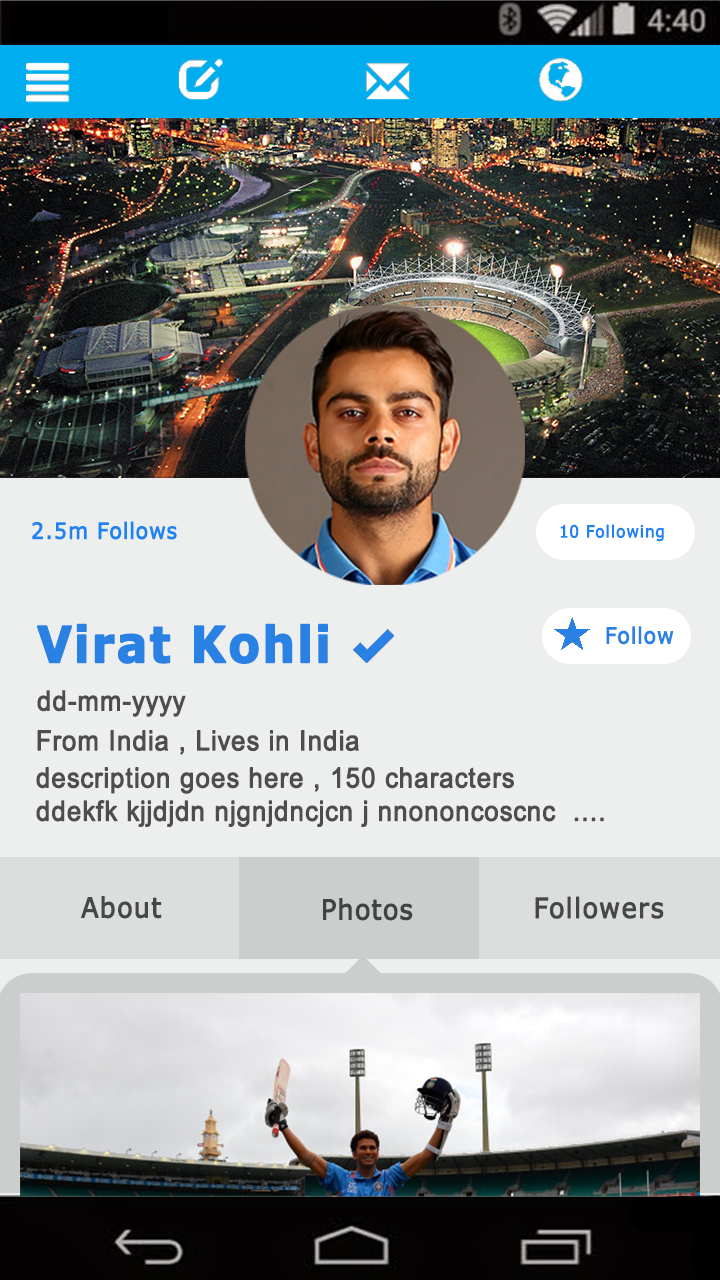 4:40
2.5m Follows
10 Following
Virat Kohli
Follow
dd-mm-yyyy
From India , Lives in India
description goes here , 150 characters
ddekfk kjjdjdn njgnjdncjcn j nnononcoscnc ....
About Photos Followers